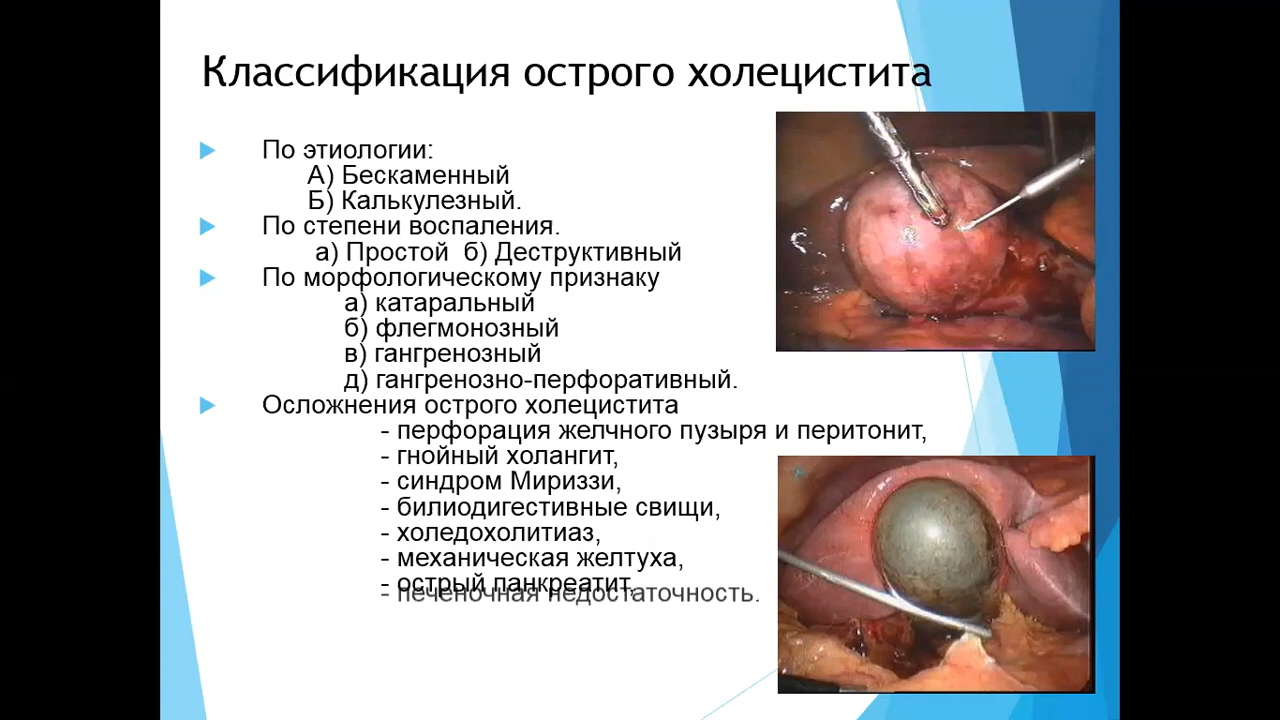 Классификация острого холецистита
По этиологии:
А) Бескаменный
Б) Калькулезный.
По степени воспаления.
а) Простой б) Деструктивный
По морфологическому признаку
а) катаральный
б) флегмонозный
в) гангренозный
д) гангренозно-перфоративный.
Осложнения острого холецистита
- перфорация желчного пузыря и перитонит,
- гнойный холангит,
- синдром Мириззи,
- билиодигестивные свищи,
- холедохолитиаз,
- механическая желтуха,
- острый панкреатит,
- печеночная недостаточность.